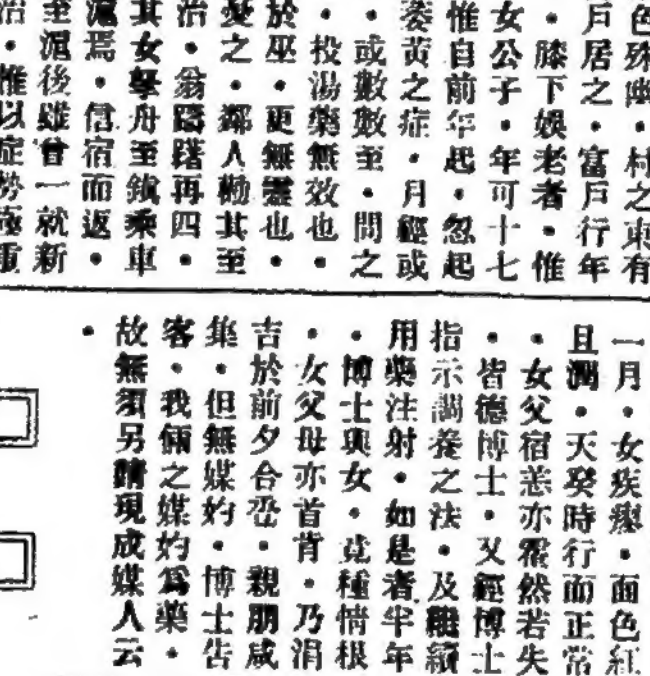 色殊幽・村之東有
戶居之・富戶行年
・膝下娛老者・惟
女公子・年可十七
惟自前年起・忽起
萎黃之症・月經或
・或數數至・問之
・投湯藥無效也・
於巫・更無靈也・
愛之・鄰人勸其至
治・翁躊躇再四・
其女拏舟至鎮乘車
滬焉・信宿而返・
至滬後雖曾一就新
治・惟以症勢極重
一月・女疾瘳・面色紅
且潤・天癸時行而正常
・女父宿恙亦霍然若失
・皆德博士・又經博士
指示調養之法・及繼續
用藥注射・如是者半年
・博士與女・竟種情根
・女父母亦首肯・乃涓
吉於前夕合卺・親朋咸
集・但無媒妁・博士告
客・我倆之媒妁爲藥・
故無須另請現成媒人云
・